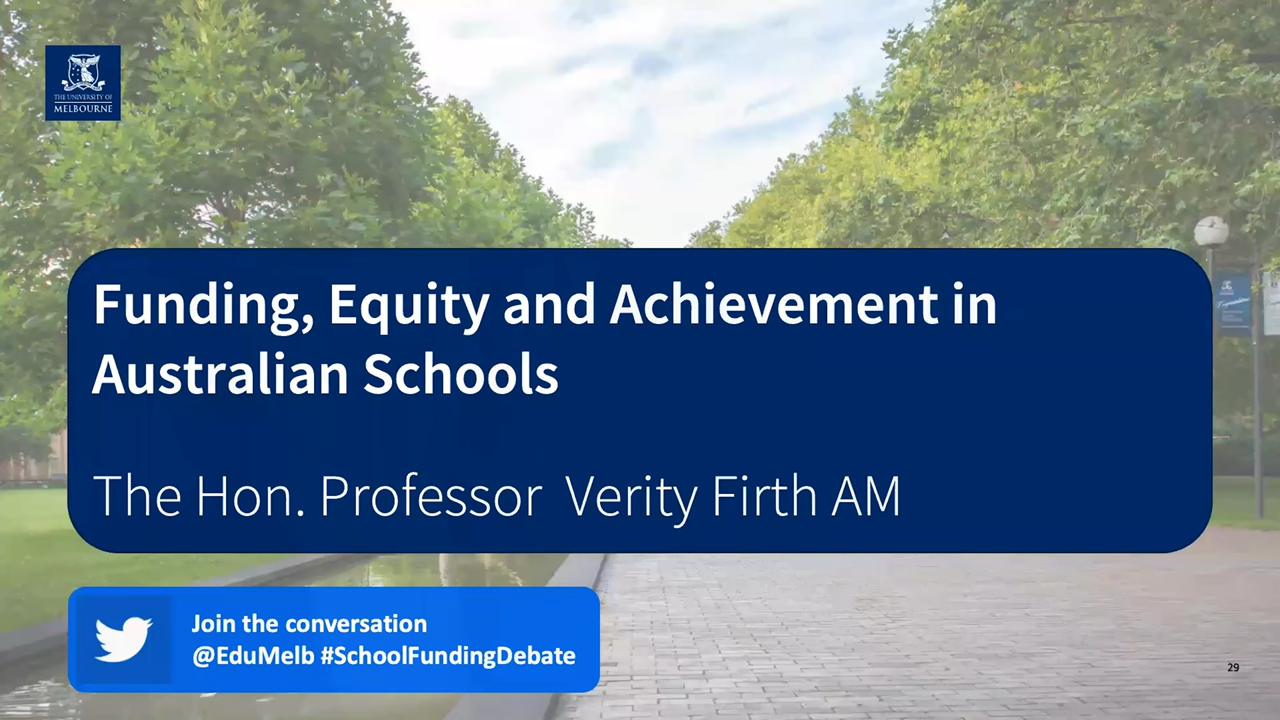 THE UNIVERSITY OF
MELBOURNE
Funding, Equity and Achievement in
Australian Schools
The Hon. Professor Verity Firth AM
Join the conversation
@EduMelb #SchoolFundingDebate
29